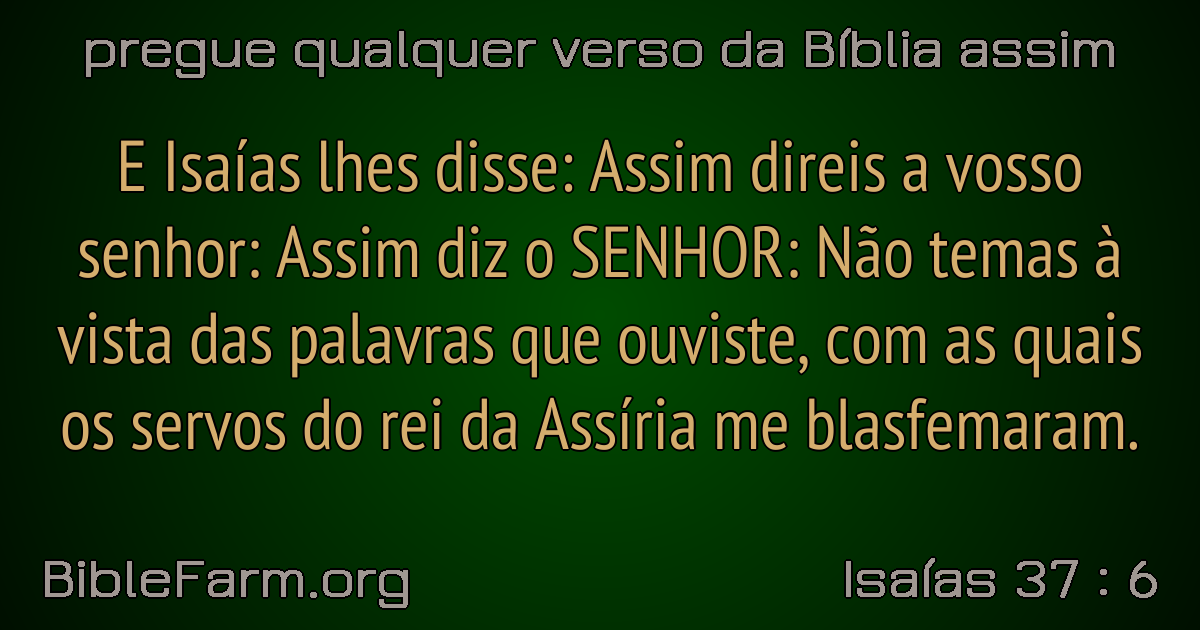 pregue qualquer verso da Bíblia assim
E Isaías lhes disse: Assim direis a vosso
senhor: Assim diz o SENHOR: Não temas à
vista das palavras que ouviste, com as quais
os servos do rei da Assíria me blasfemaram.
BibleFarm.org
Isaías 37 : 6